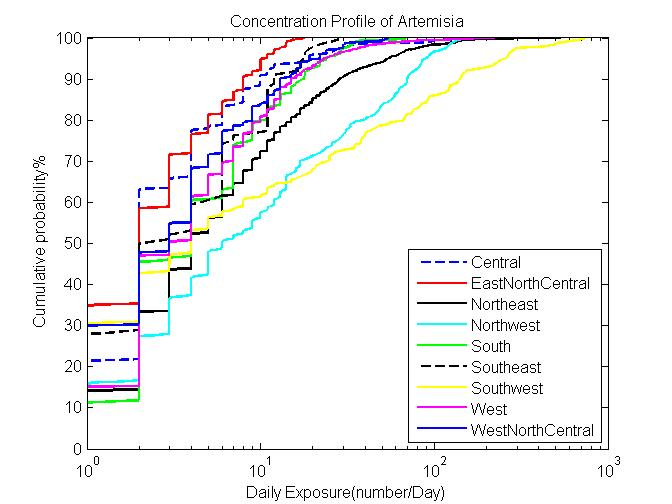 Concentration Profile of Artemisia
Cumulative probability%
100
90
80
70
60
50
40
30
20
10
0
Central
EastNorthCentral
Northeast
Northwest
South
Southeast
Southwest
West
WestNorthCentral
10^0 10^1 10^2 10^3
Daily Exposure(number/Day)